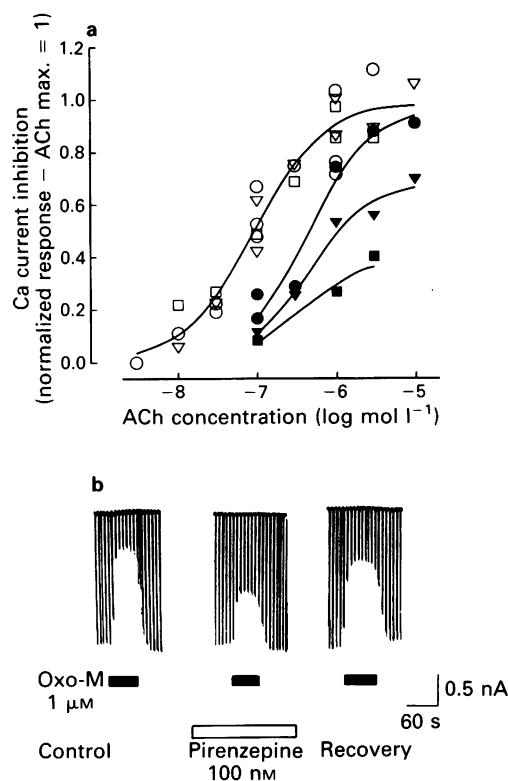 a
Ca current inhibition
(normalized response – ACh max. = 1)
1.2
1.0
0.8
0.6
0.4
0.2
0.0
−8 −7 −6 −5
ACh concentration (log mol l⁻¹)
b
Oxo-M
1 μM
0.5 nA
60 s
Control Pirenzepine Recovery
100 nM